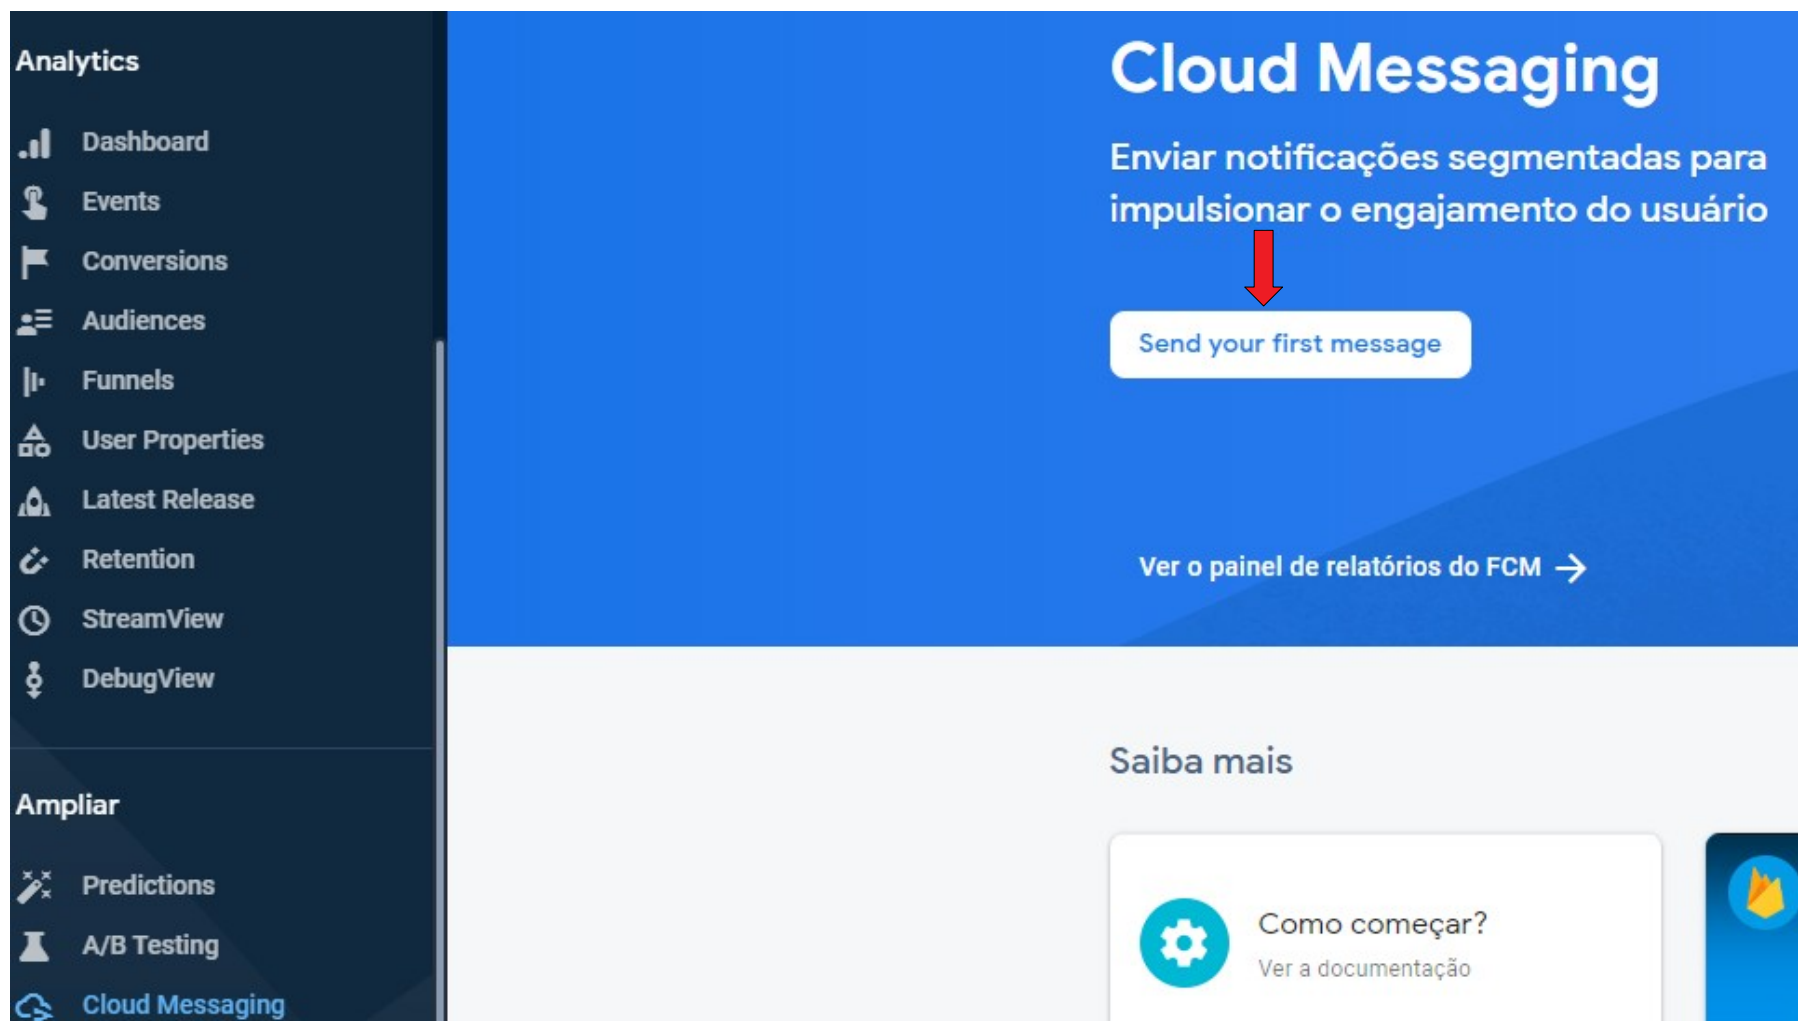 Analytics
Dashboard
Events
Conversions
Audiences
Funnels
User Properties
Latest Release
Retention
StreamView
DebugView
Ampliar
Predictions
A/B Testing
Cloud Messaging
Cloud Messaging
Enviar notificações segmentadas para
impulsionar o engajamento do usuário
Send your first message
Ver o painel de relatórios do FCM
Saiba mais
Como começar?
Ver a documentação